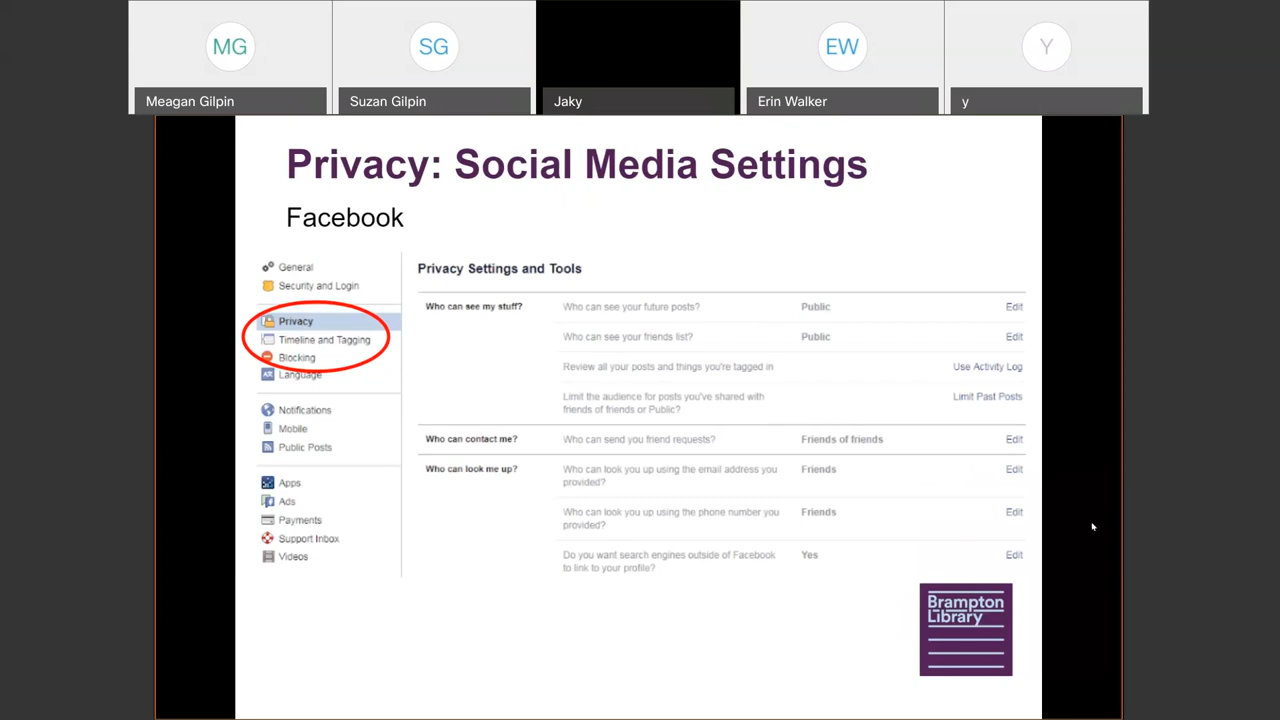 MG
SG
EW
Y
Meagan Gilpin
Suzan Gilpin
Jaky
Erin Walker
y
Privacy: Social Media Settings
Facebook
General
Security and Login
Privacy
Timeline and Tagging
Blocking
Language
Notifications
Mobile
Public Posts
Apps
Ads
Payments
Support Inbox
Videos
Privacy Settings and Tools
Who can see my stuff? Who can see your future posts? Public Edit
Who can see your friends list? Public Edit
Review all your posts and things you're tagged in Use Activity Log
Limit the audience for posts you've shared with Limit Past Posts
friends of friends or Public?
Who can contact me? Who can send you friend requests? Friends of friends Edit
Who can look me up? Who can look you up using the email address you Friends Edit
provided?
Who can look you up using the phone number you Friends Edit
provided?
Do you want search engines outside of Facebook Yes Edit
to link to your profile?
Brampton
Library